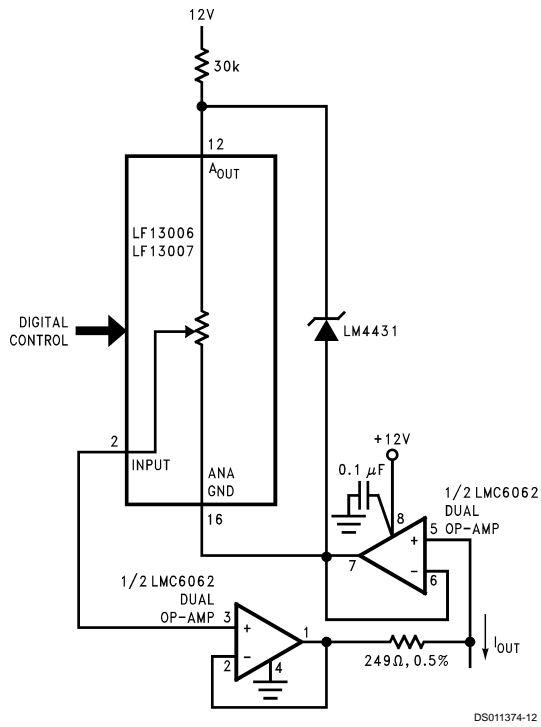 12V
30k
12
AOUT
LF13006
LF13007
DIGITAL
CONTROL
LM4431
2
INPUT
ANA
GND
16
+12V
0.1 μF
8
1/2 LMC6062
DUAL
OP-AMP
5
+
-
6
7
1/2 LMC6062
DUAL
OP-AMP
3
+
-
2
1
4
249Ω, 0.5%
IOUT
DS011374-12